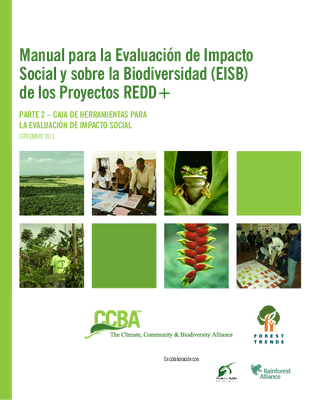 Manual para la Evaluación de Impacto
Social y sobre la Biodiversidad (EISB)
de los Proyectos REDD+
PARTE 2 – CAJA DE HERRAMIENTAS PARA
LA EVALUACIÓN DE IMPACTO SOCIAL
SEPTIEMBRE 2011
CCBA
The Climate, Community & Biodiversity Alliance
FOREST
TRENDS
En colaboración con:
Rainforest
Alliance